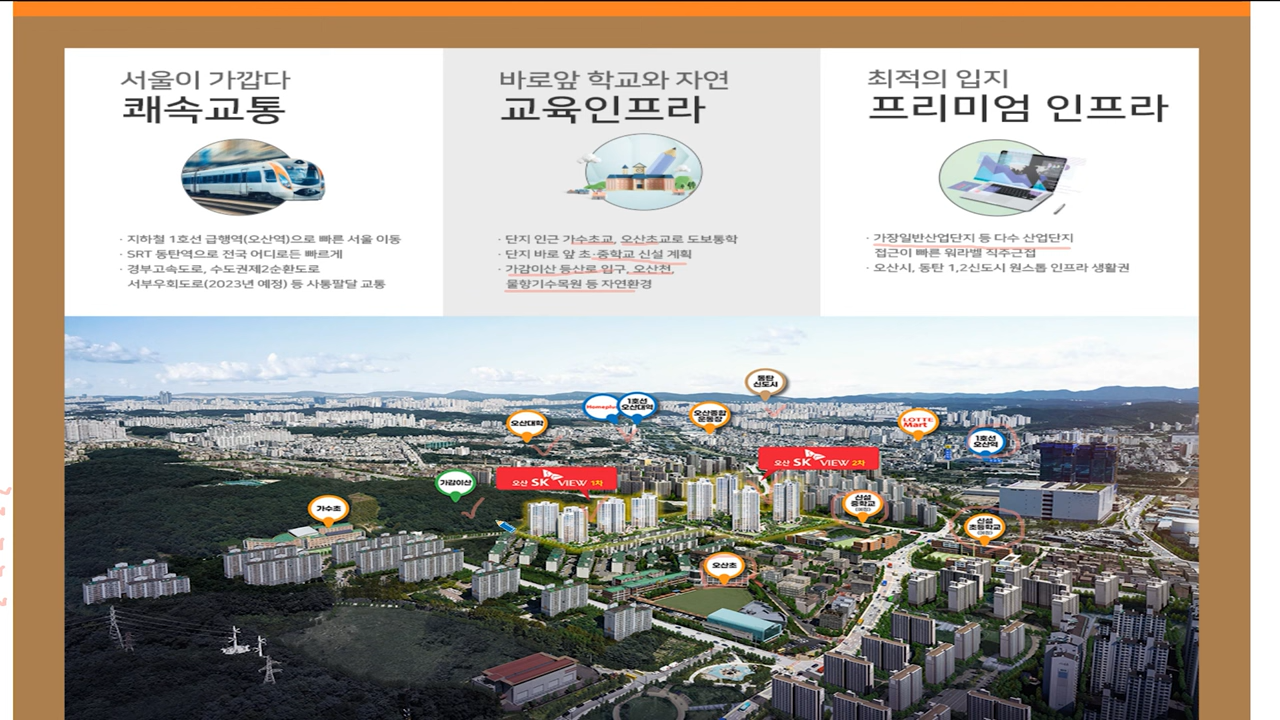 서울이 가깝다
쾌속교통
· 지하철 1호선 급행역(오산역)으로 빠른 서울 이동
· SRT 동탄역으로 전국 어디로든 빠르게
· 경부고속도로, 수도권제2순환도로
서부우회도로(2023년 예정) 등 사통팔달 교통
바로앞 학교와 자연
교육인프라
· 단지 인근 가수초교, 오산초교로 도보통학
· 단지 바로 앞 초·중학교 신설 계획
· 가감이산 등산로 입구, 오산천,
물향기수목원 등 자연환경
최적의 입지
프리미엄 인프라
· 가장일반산업단지 등 다수 산업단지
접근이 빠른 워라밸 직주근접
· 오산시, 동탄 1,2신도시 원스톱 인프라 생활권
동탄
신도시
Homeplus
1호선
오산대역
오산대학
오산종합
운동장
LOTTE
Mart
1호선
오산역
오산 SK VIEW 1차
오산 SK VIEW 2차
가감이산
가수초
신설
중학교
(예정)
신설
초등학교
(예정)
오산초